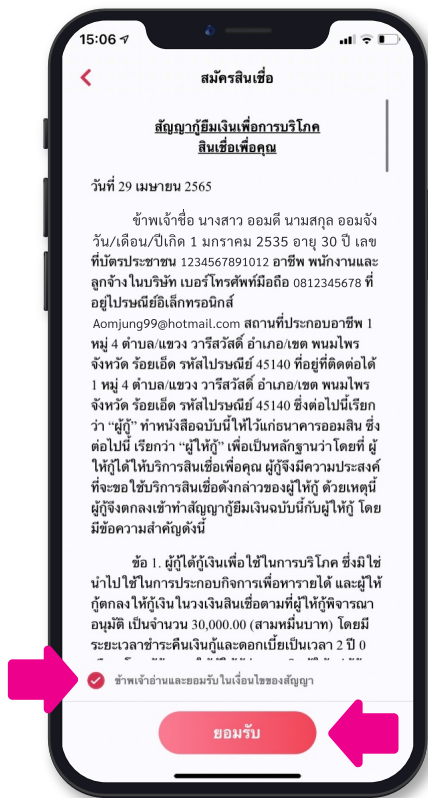 15:06
สมัครสินเชื่อ
สัญญากู้ยืมเงินเพื่อการบริโภค
สินเชื่อเพื่อคุณ
วันที่ 29 เมษายน 2565
ข้าพเจ้าชื่อ นางสาว ออมดี นามสกุล ออมจัง
วัน/เดือน/ปีเกิด 1 มกราคม 2535 อายุ 30 ปี เลข
ที่บัตรประชาชน 1234567891012 อาชีพ พนักงานและ
ลูกจ้างในบริษัท เบอร์โทรศัพท์มือถือ 0812345678 ที่
อยู่ไปรษณีย์อิเล็กทรอนิกส์
Aomjung99@hotmail.com สถานที่ประกอบอาชีพ 1
หมู่ 4 ตำบล/แขวง วารีสวัสดิ์ อำเภอ/เขต พนมไพร
จังหวัด ร้อยเอ็ด รหัสไปรษณีย์ 45140 ที่อยู่ที่ติดต่อได้
1 หมู่ 4 ตำบล/แขวง วารีสวัสดิ์ อำเภอ/เขต พนมไพร
จังหวัด ร้อยเอ็ด รหัสไปรษณีย์ 45140 ซึ่งต่อไปนี้เรียก
ว่า “ผู้กู้” ทำหนังสือฉบับนี้ให้ไว้แก่ธนาคารออมสิน ซึ่ง
ต่อไปนี้ เรียกว่า “ผู้ให้กู้” เพื่อเป็นหลักฐานว่าโดยที่ ผู้
ให้กู้ได้ให้บริการสินเชื่อเพื่อคุณ ผู้กู้จึงมีความประสงค์
ที่จะขอใช้บริการสินเชื่อดังกล่าวของผู้ให้กู้ ด้วยเหตุนี้
ผู้กู้จึงตกลงเข้าทำสัญญากู้ยืมเงินฉบับนี้กับผู้ให้กู้ โดย
มีข้อความสำคัญดังนี้
ข้อ 1. ผู้กู้ได้กู้เงินเพื่อใช้ในการบริโภค ซึ่งมิใช่
นำไปใช้ในการประกอบกิจการเพื่อหารายได้ และผู้ให้
กู้ตกลงให้กู้เงินในวงเงินสินเชื่อตามที่ผู้ให้กู้พิจารณา
อนุมัติ เป็นจำนวน 30,000.00 (สามหมื่นบาท) โดยมี
ระยะเวลาชำระคืนเงินกู้และดอกเบี้ยเป็นเวลา 2 ปี 0
ข้าพเจ้าอ่านและยอมรับในเงื่อนไขของสัญญา
ยอมรับ